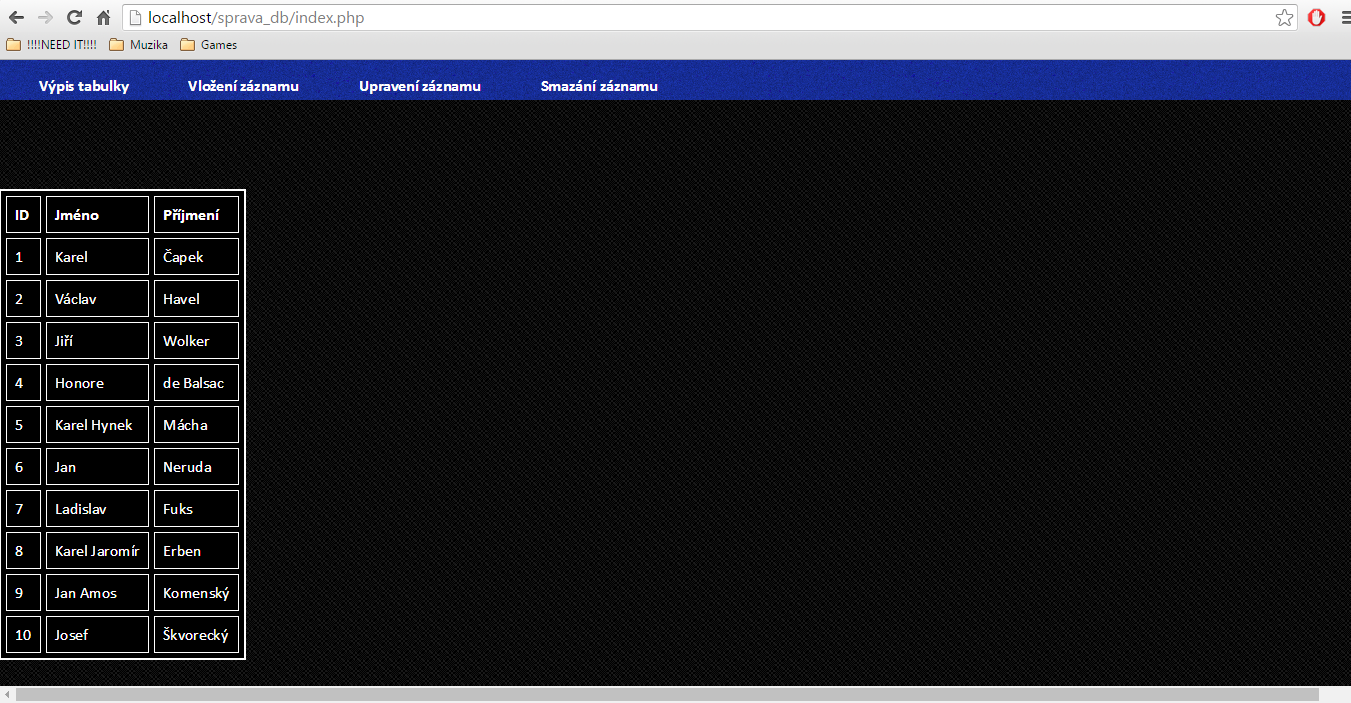 localhost/sprava_db/index.php
!!!!NEED IT!!!! Muzika Games
Výpis tabulky Vložení záznamu Upravení záznamu Smazání záznamu
ID Jméno Příjmení
1 Karel Čapek
2 Václav Havel
3 Jiří Wolker
4 Honore de Balsac
5 Karel Hynek Mácha
6 Jan Neruda
7 Ladislav Fuks
8 Karel Jaromír Erben
9 Jan Amos Komenský
10 Josef Škvorecký